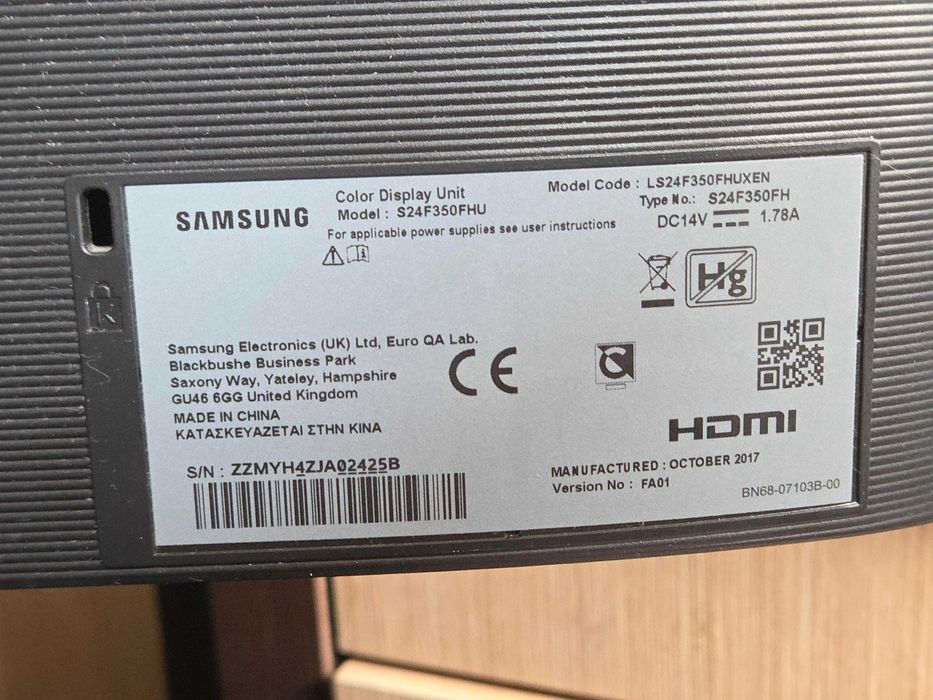 SAMSUNG
Color Display Unit
Model : S24F350FHU
For applicable power supplies see user instructions
Model Code : LS24F350FHUXEN
Type No.: S24F350FH
DC14V 1.78A
Hg
Samsung Electronics (UK) Ltd, Euro QA Lab.
Blackbushe Business Park
Saxony Way, Yateley, Hampshire
GU46 6GG United Kingdom
MADE IN CHINA
ΚΑΤΑΣΚΕΥΑΖΕΤΑΙ ΣΤΗΝ ΚΙΝΑ
CE
HDMI
S/N : ZZMYH4ZJA02425B
MANUFACTURED : OCTOBER 2017
Version No : FA01
BN68-07103B-00